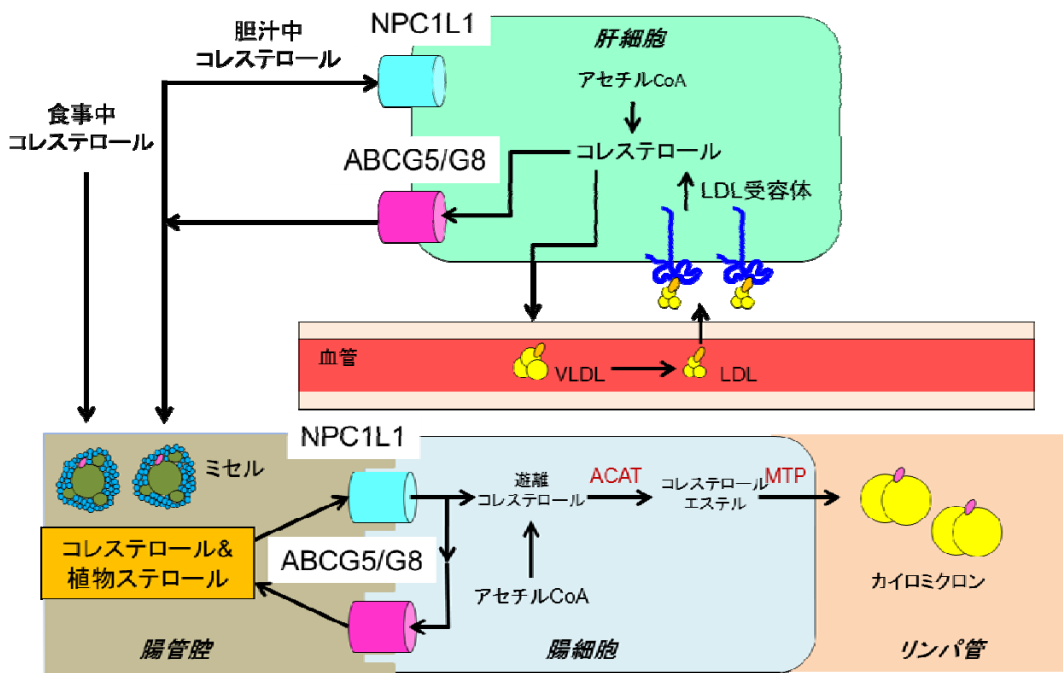 NPC1L1
胆汁中
コレステロール
肝細胞
アセチルCoA
食事中
コレステロール
ABCG5/G8
コレステロール
LDL受容体
血管
VLDL
LDL
NPC1L1
ミセル
遊離
コレステロール
ACAT
コレステロール
エステル
MTP
コレステロール&
植物ステロール
ABCG5/G8
アセチルCoA
カイロミクロン
腸管腔
腸細胞
リンパ管